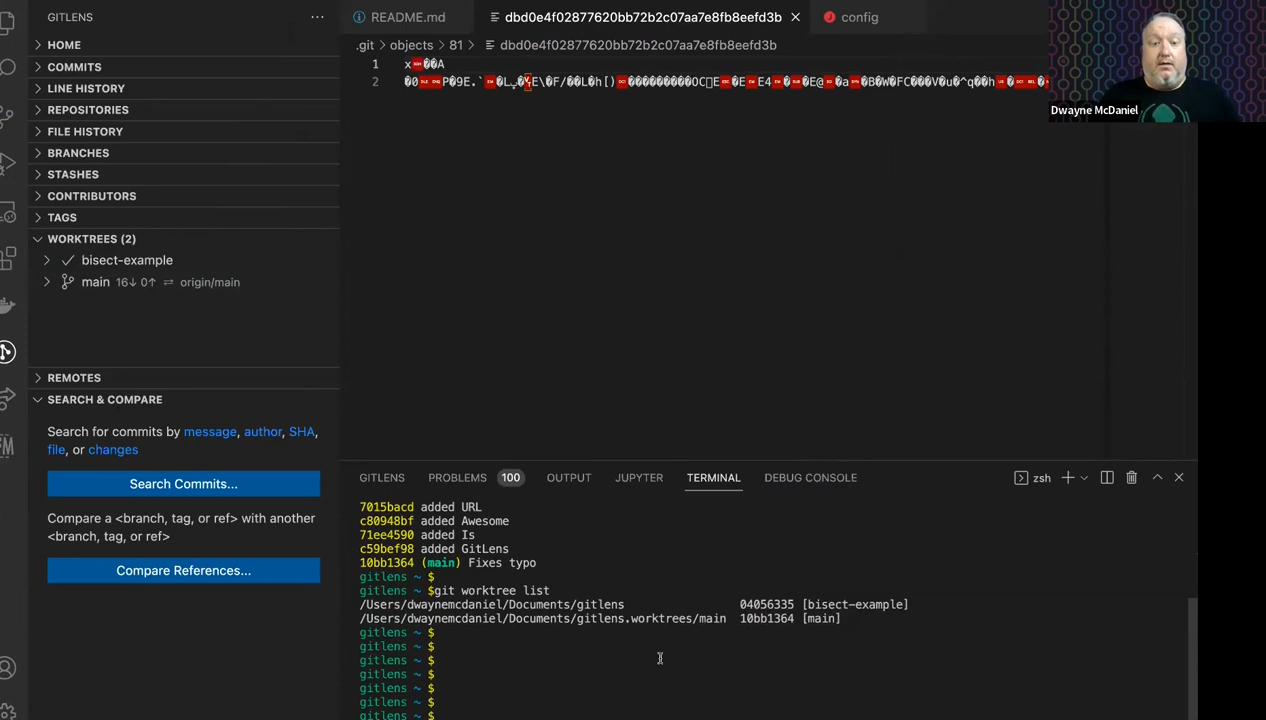 GITLENS
README.md
dbd0e4f02877620bb72b2c07aa7e8fb8eefd3b
config
HOME
.git
objects
81
dbd0e4f02877620bb72b2c07aa7e8fb8eefd3b
COMMITS
LINE HISTORY
REPOSITORIES
FILE HISTORY
BRANCHES
STASHES
CONTRIBUTORS
TAGS
WORKTREES (2)
bisect-example
main 16↓ 0↑ ⇄ origin/main
REMOTES
SEARCH & COMPARE
Search for commits by message, author, SHA,
file, or changes
Search Commits...
Compare a <branch, tag, or ref> with another
<branch, tag, or ref>
Compare References...
1
2
Dwayne McDaniel
GITLENS PROBLEMS 100 OUTPUT JUPYTER TERMINAL DEBUG CONSOLE
zsh
7015bacd added URL
c80948bf added Awesome
71ee4590 added Is
c59bef98 added GitLens
10bb1364 (main) Fixes typo
gitlens ~ $
gitlens ~ $git worktree list
/Users/dwaynemcdaniel/Documents/gitlens 04056335 [bisect-example]
/Users/dwaynemcdaniel/Documents/gitlens.worktrees/main 10bb1364 [main]
gitlens ~ $
gitlens ~ $
gitlens ~ $
gitlens ~ $
gitlens ~ $
gitlens ~ $
gitlens ~ $